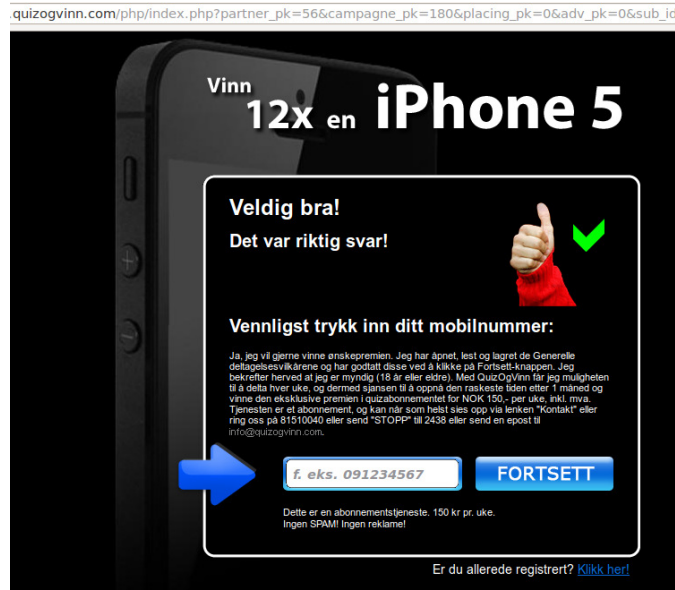 .quizogvinn.com/php/index.php?partner_pk=56&campagne_pk=180&placing_pk=0&adv_pk=0&sub_id
Vinn
12x en iPhone 5
Veldig bra!
Det var riktig svar!
Vennligst trykk inn ditt mobilnummer:
Ja, jeg vil gjerne vinne ønskepremien. Jeg har åpnet, lest og lagret de Generelle
deltagelsesvilkårene og har godtatt disse ved å klikke på Fortsett-knappen. Jeg
bekrefter herved at jeg er myndig (18 år eller eldre). Med QuizOgVinn får jeg muligheten
til å delta hver uke, og dermed sjansen til å oppnå den raskeste tiden etter 1 måned og
vinne den eksklusive premien i quizabonnementet for NOK 150,- per uke, inkl. mva.
Tjenesten er et abonnement, og kan når som helst sies opp via lenken "Kontakt" eller
ring oss på 81510040 eller send "STOPP" till 2438 eller send en epost til
info@quizogvinn.com.
f. eks. 091234567
FORTSETT
Dette er en abonnementstjeneste. 150 kr pr. uke.
Ingen SPAM! Ingen reklame!
Er du allerede registrert? Klikk her!